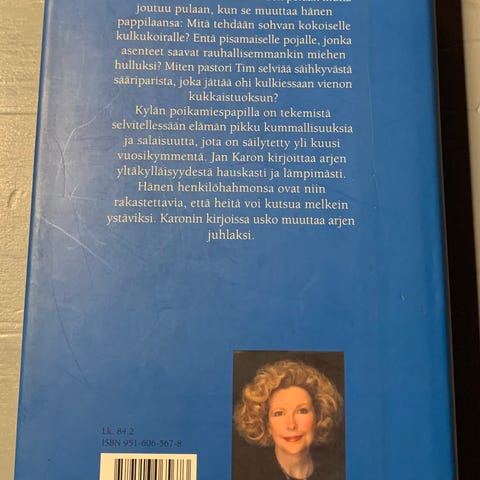 joutuu pulaan, kun se muuttaa hänen
pappilaansa: Mitä tehdään sohvan kokoiselle
kulkukoiralle? Entä pisamaiselle pojalle, jonka
asenteet saavat rauhallisemmankin miehen
hulluksi? Miten pastori Tim selviää säihkyvästä
sääriparista, joka jättää ohi kulkiessaan vienon
kukkaistuoksun?
Kylän poikamiespapilla on tekemistä
selvitellessään elämän pikku kummallisuuksia
ja salaisuutta, jota on säilytetty yli kuusi
vuosikymmentä. Jan Karon kirjoittaa arjen
yltäkylläisyydestä hauskasti ja lämpimästi.
Hänen henkilöhahmonsa ovat niin
rakastettavia, että heitä voi kutsua melkein
ystäviksi. Karonin kirjoissa usko muuttaa arjen
juhlaksi.
Lk. 84.2
ISBN 951-606-567-8